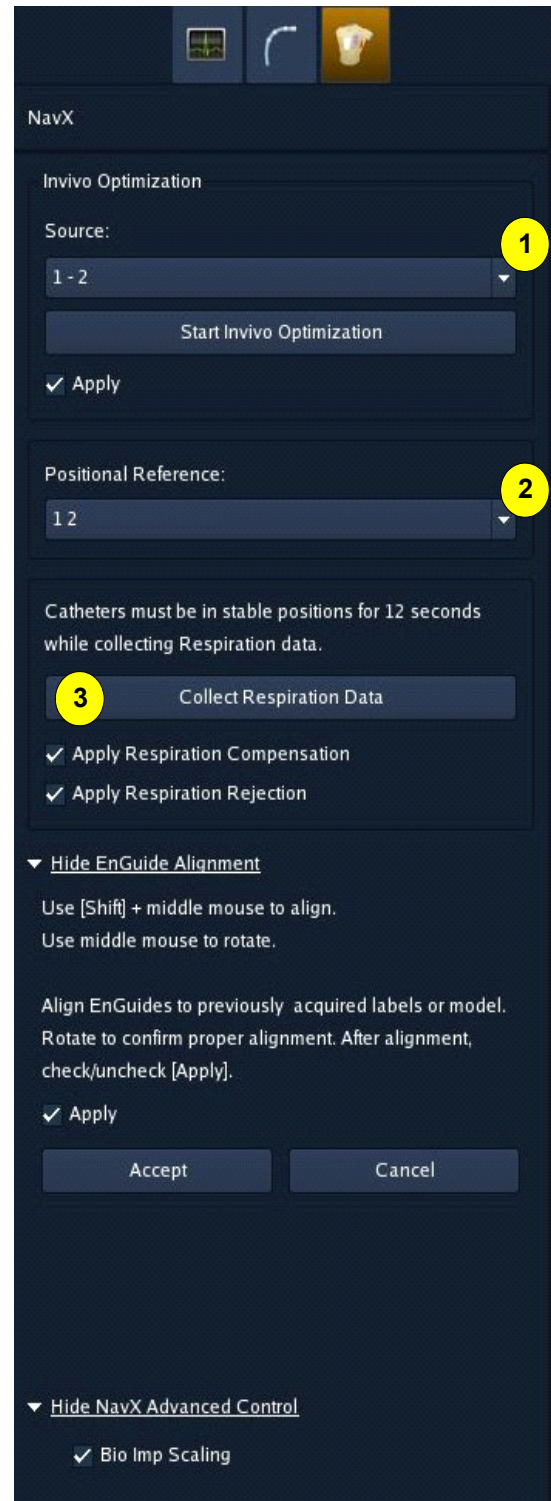 NavX
Invivo Optimization
Source:
1
1 - 2
Start Invivo Optimization
Apply
Positional Reference:
2
1 2
Catheters must be in stable positions for 12 seconds
while collecting Respiration data.
3
Collect Respiration Data
Apply Respiration Compensation
Apply Respiration Rejection
Hide EnGuide Alignment
Use [Shift] + middle mouse to align.
Use middle mouse to rotate.
Align EnGuides to previously acquired labels or model.
Rotate to confirm proper alignment. After alignment,
check/uncheck [Apply].
Apply
Accept Cancel
Hide NavX Advanced Control
Bio Imp Scaling